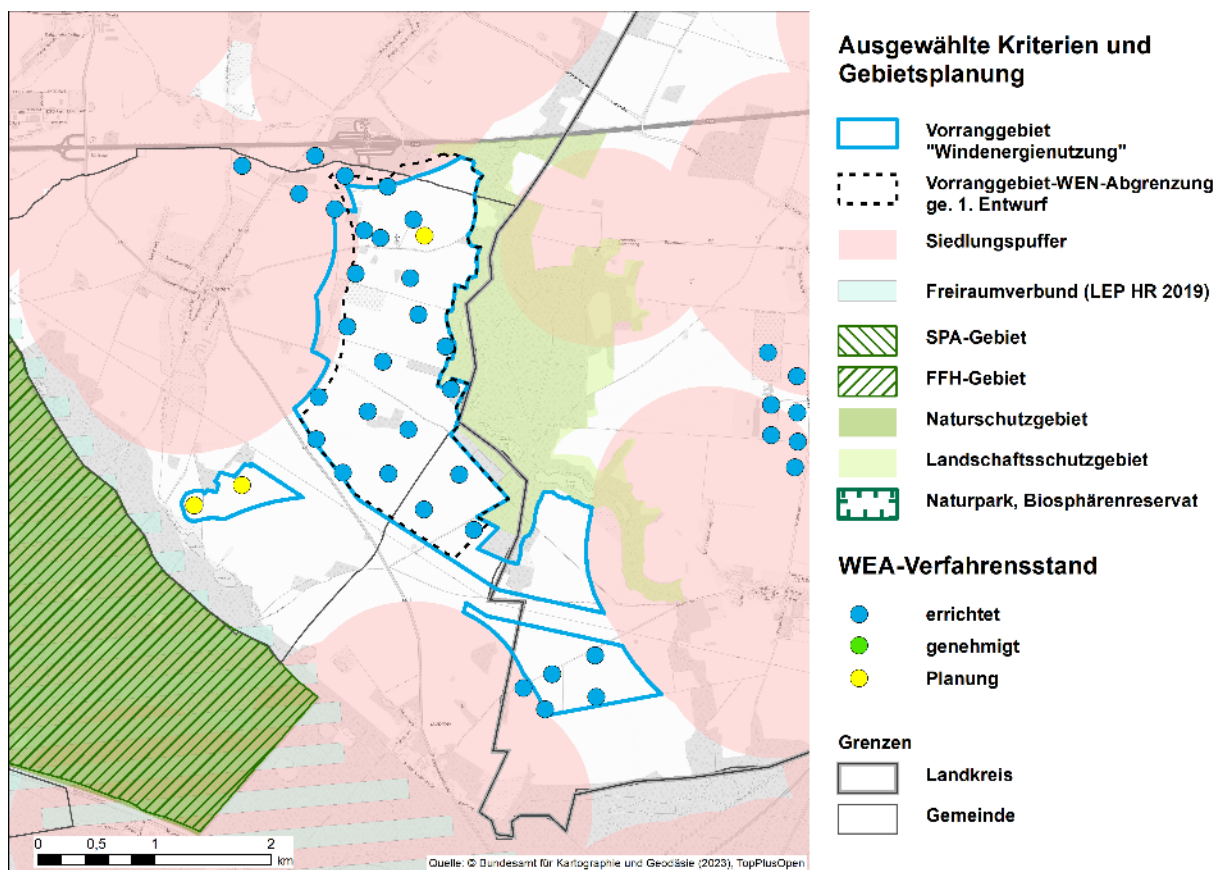 Ausgewählte Kriterien und
Gebietsplanung
Vorranggebiet
"Windenergienutzung"
Vorranggebiet-WEN-Abgrenzung
ge. 1. Entwurf
Siedlungspuffer
Freiraumverbund (LEP HR 2019)
SPA-Gebiet
FFH-Gebiet
Naturschutzgebiet
Landschaftsschutzgebiet
Naturpark, Biosphärenreservat
WEA-Verfahrensstand
errichtet
genehmigt
Planung
Grenzen
Landkreis
Gemeinde
0 0,5 1 2
km
Quelle: © Bundesamt für Kartographie und Geodäsie (2023), TopPlusOpen